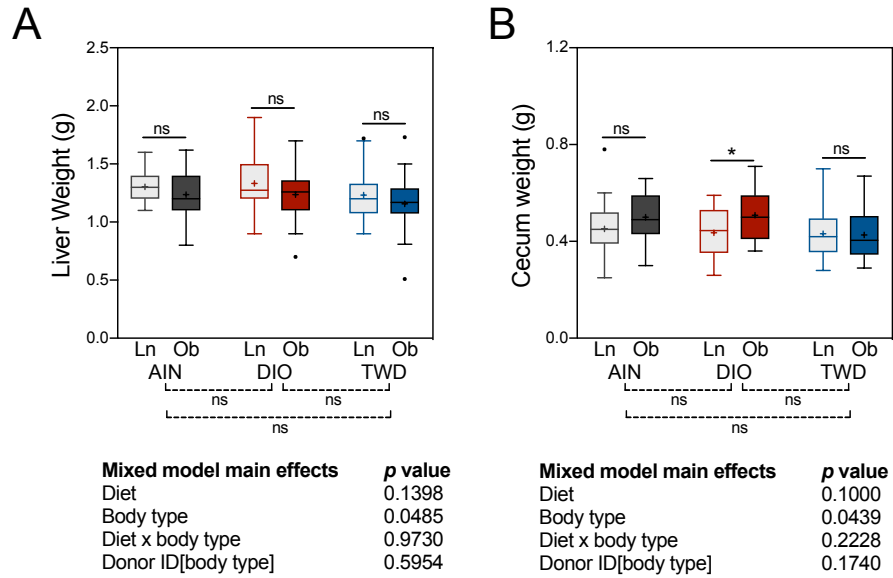 A
Liver Weight (g)
2.5
2.0
1.5
1.0
0.5
0.0
ns
ns
ns
Ln Ob Ln Ob Ln Ob
AIN DIO TWD
ns ns
ns
Mixed model main effects p value
Diet 0.1398
Body type 0.0485
Diet x body type 0.9730
Donor ID[body type] 0.5954
B
Cecum weight (g)
1.2
0.8
0.4
0.0
ns
*
ns
Ln Ob Ln Ob Ln Ob
AIN DIO TWD
ns ns
ns
Mixed model main effects p value
Diet 0.1000
Body type 0.0439
Diet x body type 0.2228
Donor ID[body type] 0.1740